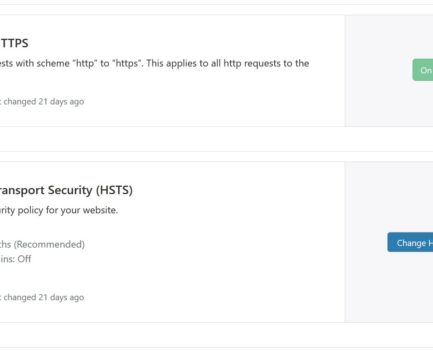 TTPS
ests with scheme “http” to “https”. This applies to all http requests to the
On
t changed 21 days ago
ransport Security (HSTS)
rity policy for your website.
ths (Recommended)
Change H
ins: Off
t changed 21 days ago